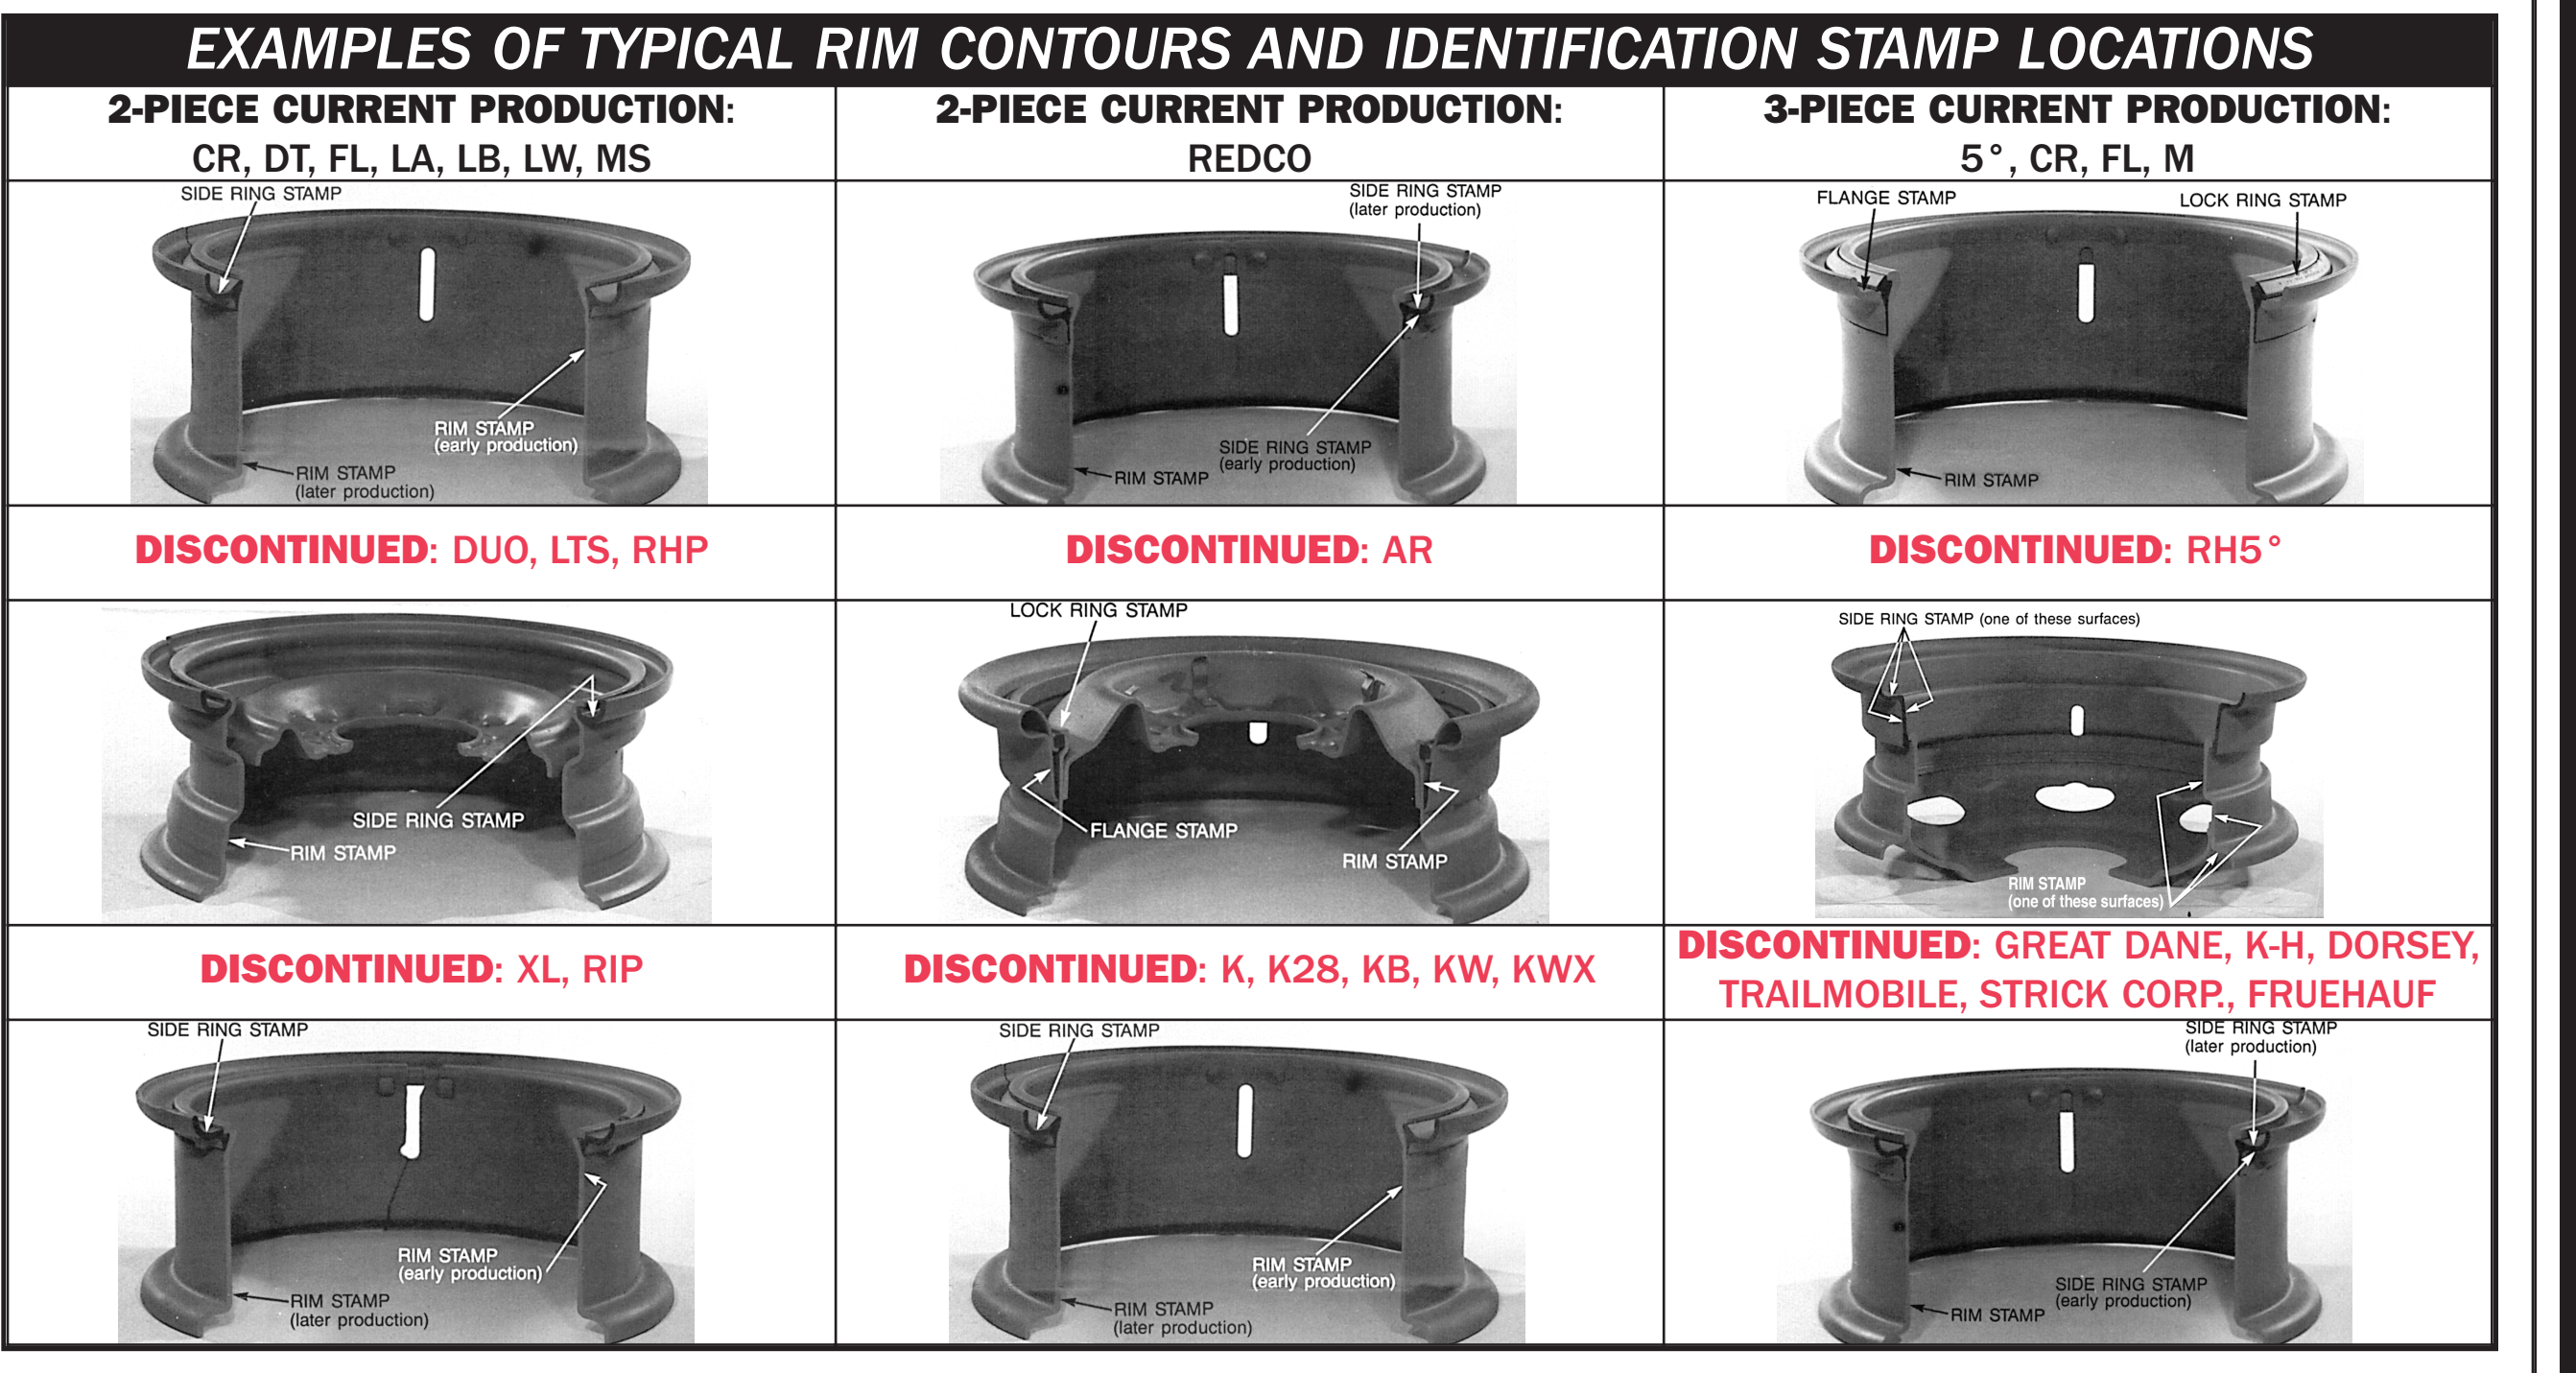 EXAMPLES OF TYPICAL RIM CONTOURS AND IDENTIFICATION STAMP LOCATIONS
2-PIECE CURRENT PRODUCTION:
CR, DT, FL, LA, LB, LW, MS
2-PIECE CURRENT PRODUCTION:
REDCO
3-PIECE CURRENT PRODUCTION:
5°, CR, FL, M
SIDE RING STAMP
RIM STAMP
(early production)
RIM STAMP
(later production)
SIDE RING STAMP
(later production)
SIDE RING STAMP
(early production)
RIM STAMP
FLANGE STAMP
LOCK RING STAMP
RIM STAMP
DISCONTINUED: DUO, LTS, RHP
DISCONTINUED: AR
DISCONTINUED: RH5°
SIDE RING STAMP
RIM STAMP
LOCK RING STAMP
FLANGE STAMP
RIM STAMP
SIDE RING STAMP (one of these surfaces)
RIM STAMP
(one of these surfaces)
DISCONTINUED: XL, RIP
DISCONTINUED: K, K28, KB, KW, KWX
DISCONTINUED: GREAT DANE, K-H, DORSEY,
TRAILMOBILE, STRICK CORP., FRUEHAUF
SIDE RING STAMP
RIM STAMP
(early production)
RIM STAMP
(later production)
SIDE RING STAMP
RIM STAMP
(early production)
RIM STAMP
(later production)
SIDE RING STAMP
(later production)
SIDE RING STAMP
(early production)
RIM STAMP